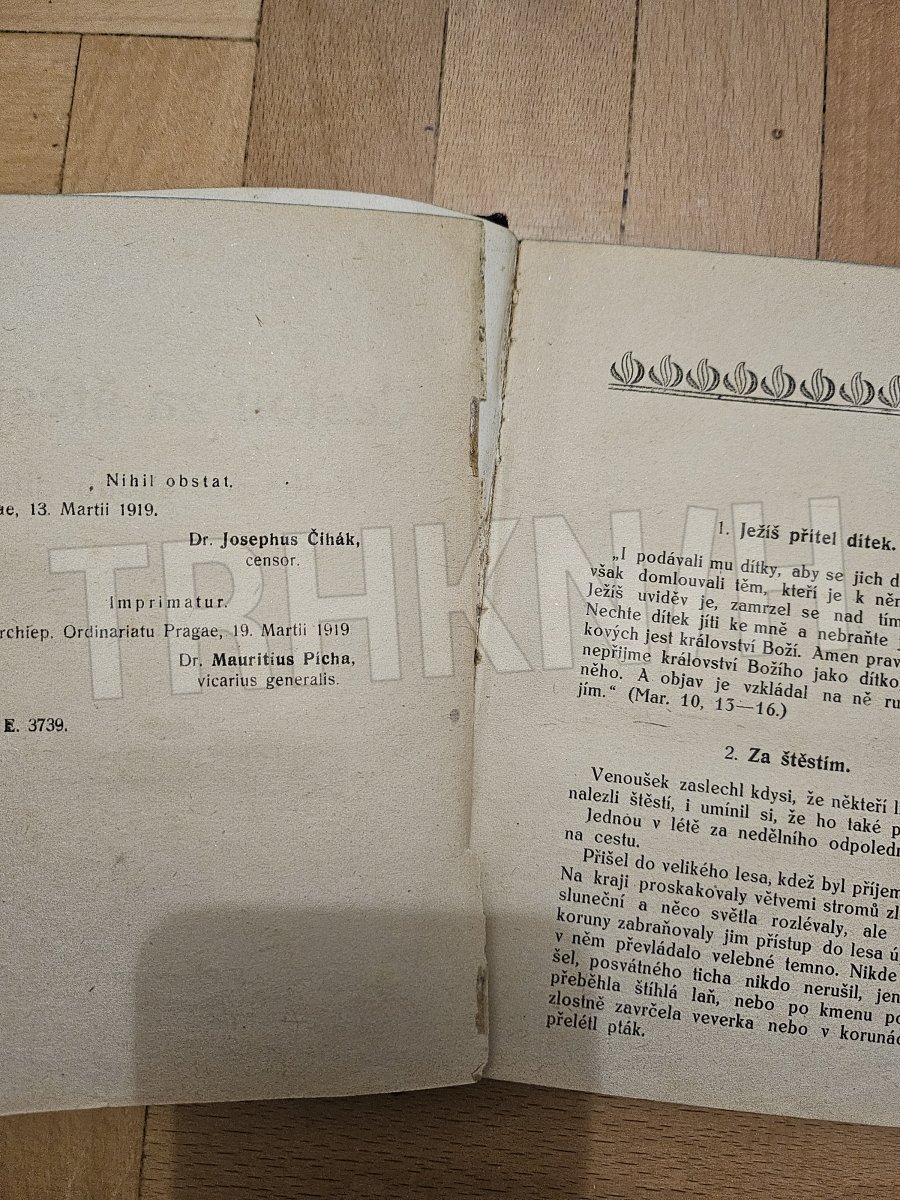 Nihil obstat.
ae, 13. Martii 1919.
Dr. Josephus Čihák,
censor.
Imprimatur.
rchiep. Ordinariatu Pragae, 19. Martii 1919
Dr. Mauritius Pícha,
vicarius generalis.
E. 3739.
1. Ježíš přítel dítek.
„I podávali mu dítky, aby se jich d
však domlouvali těm, kteří je k něm
Ježíš uviděv je, zamrzel se nad tím
Nechte dítek jíti ke mně a nebraňte j
kových jest království Boží. Amen prav
nepřijme království Božího jako dítko
něho. A objav je vzkládal na ně ru
jím.“ (Mar. 10, 13—16.)
2. Za štěstím.
Venoušek zaslechl kdysi, že někteří l
nalezli štěstí, i umínil si, že ho také p
Jednou v létě za nedělního odpoledn
na cestu.
Přišel do velikého lesa, kdež byl příjem
Na kraji proskakovaly větvemi stromů zl
sluneční a něco světla rozlévaly, ale
koruny zabraňovaly jim přístup do lesa ú
v něm převládalo velebné temno. Nikde
šel, posvátného ticha nikdo nerušil, jen
přeběhla štíhlá laň, nebo po kmenu po
zlostně zavrčela veverka nebo v korunác
přelétl pták.
TRHKNIH